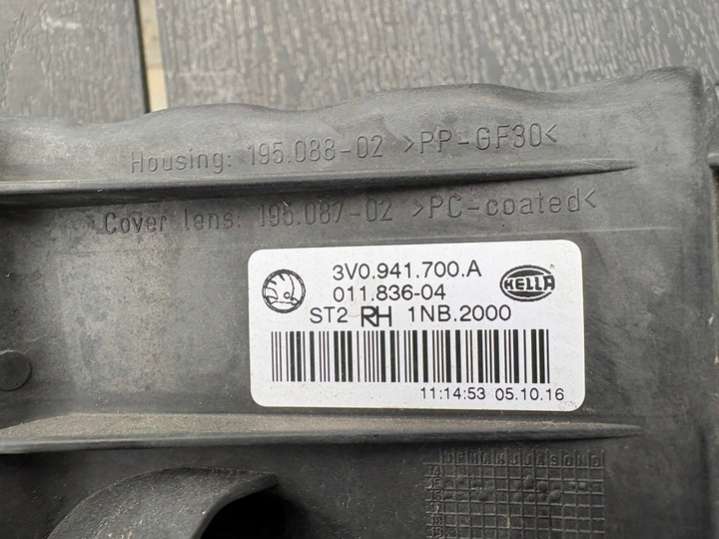 Housing: 195.088-02 >PP-GF30<
Cover lens: 195.087-02 >PC-coated<
3V0.941.700.A
011.836-04
HELLA
ST2 RH 1NB.2000
11:14:53 05.10.16